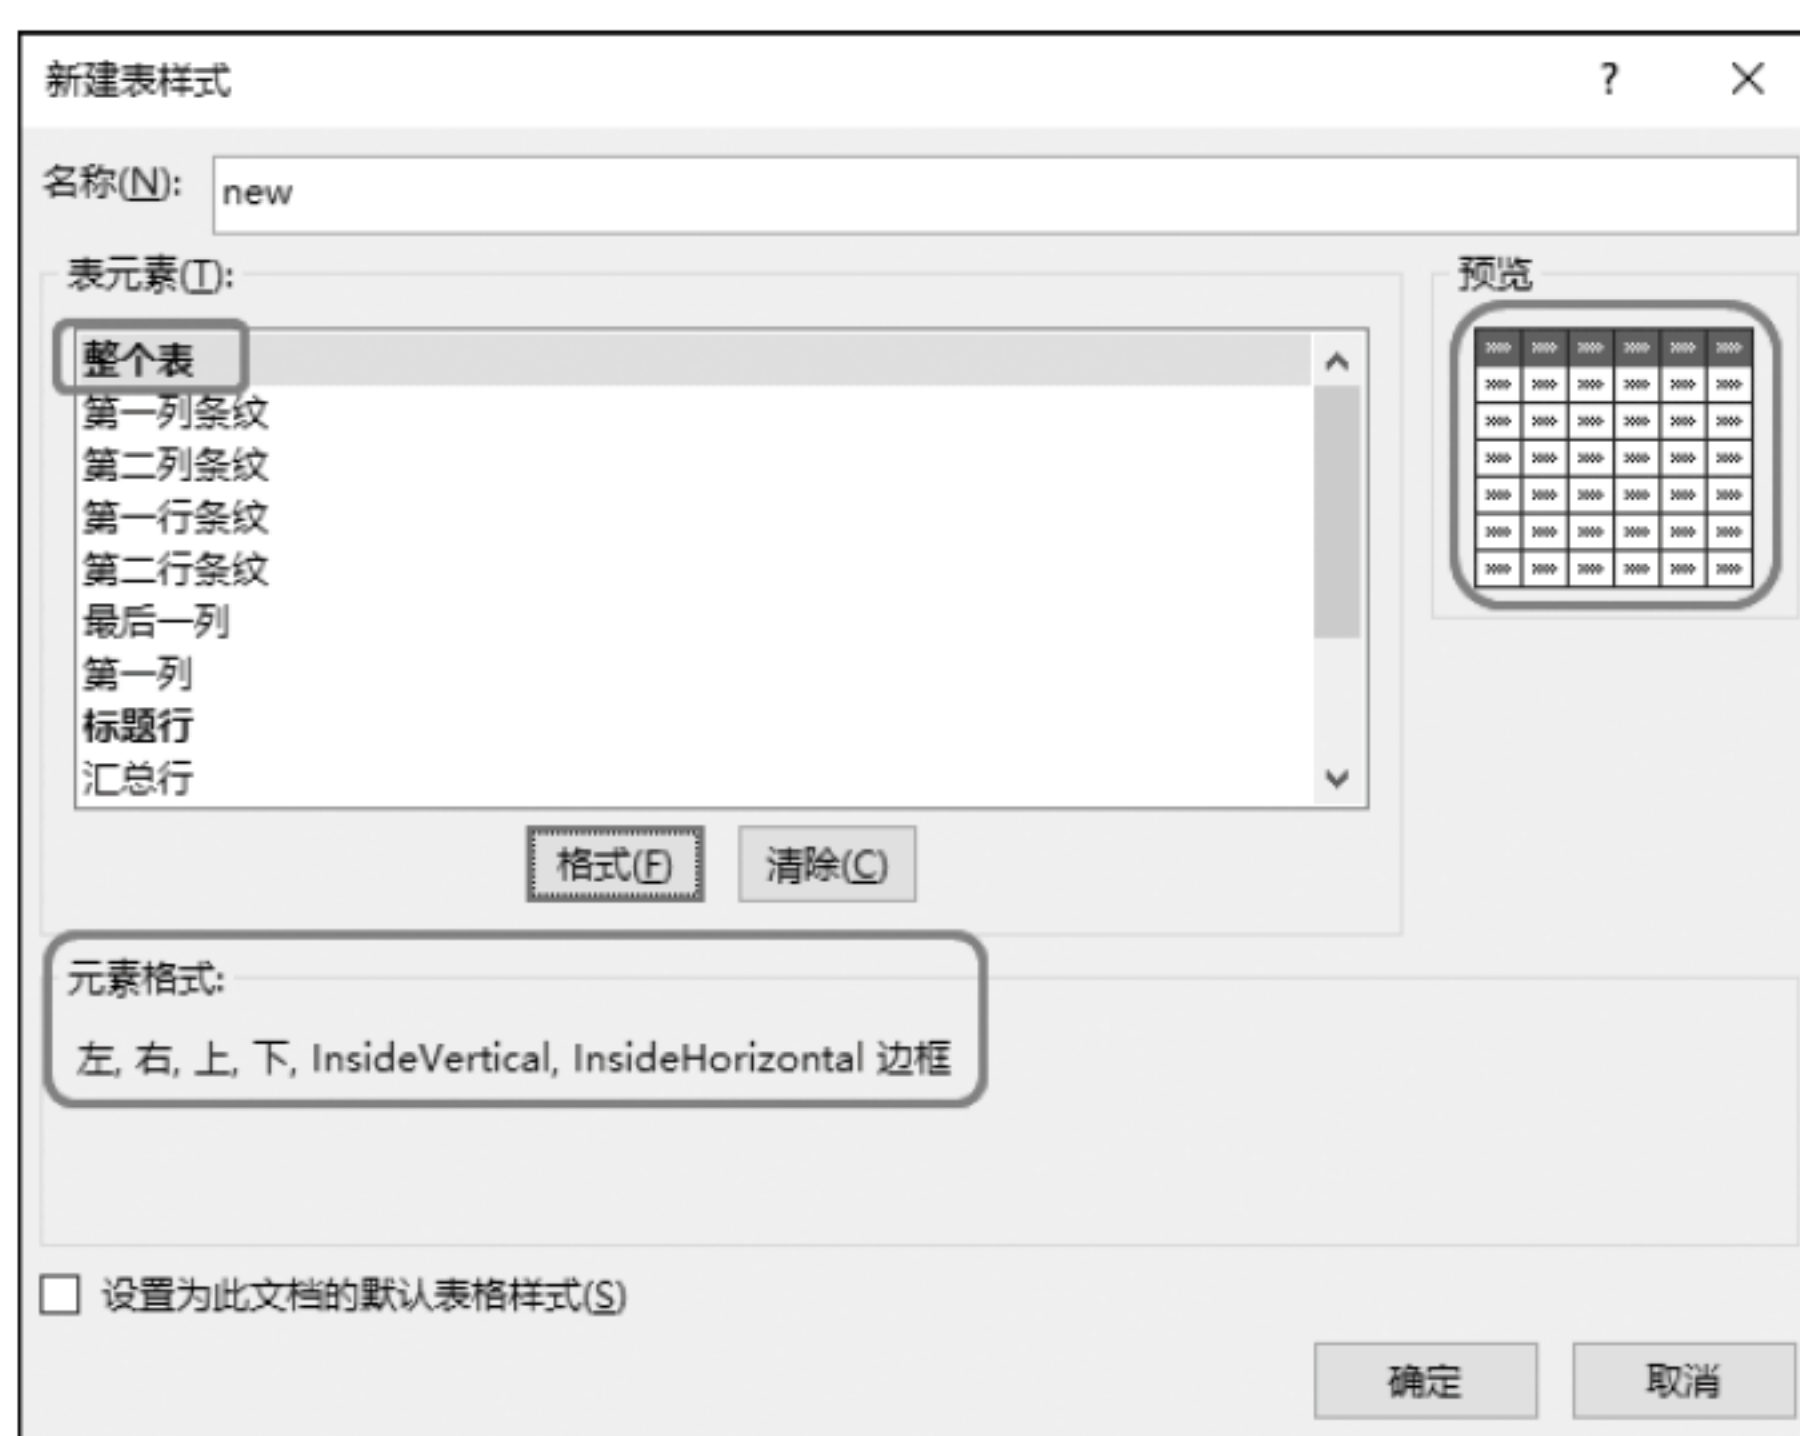 新建表样式 ?
名称(N): new
表元素(T):
预览
整个表
第一列条纹
第二列条纹
第一行条纹
第二行条纹
最后一列
第一列
标题行
汇总行
格式(F) 清除(C)
元素格式:
左, 右, 上, 下, InsideVertical, InsideHorizontal 边框
设置为此文档的默认表格样式(S)
确定 取消